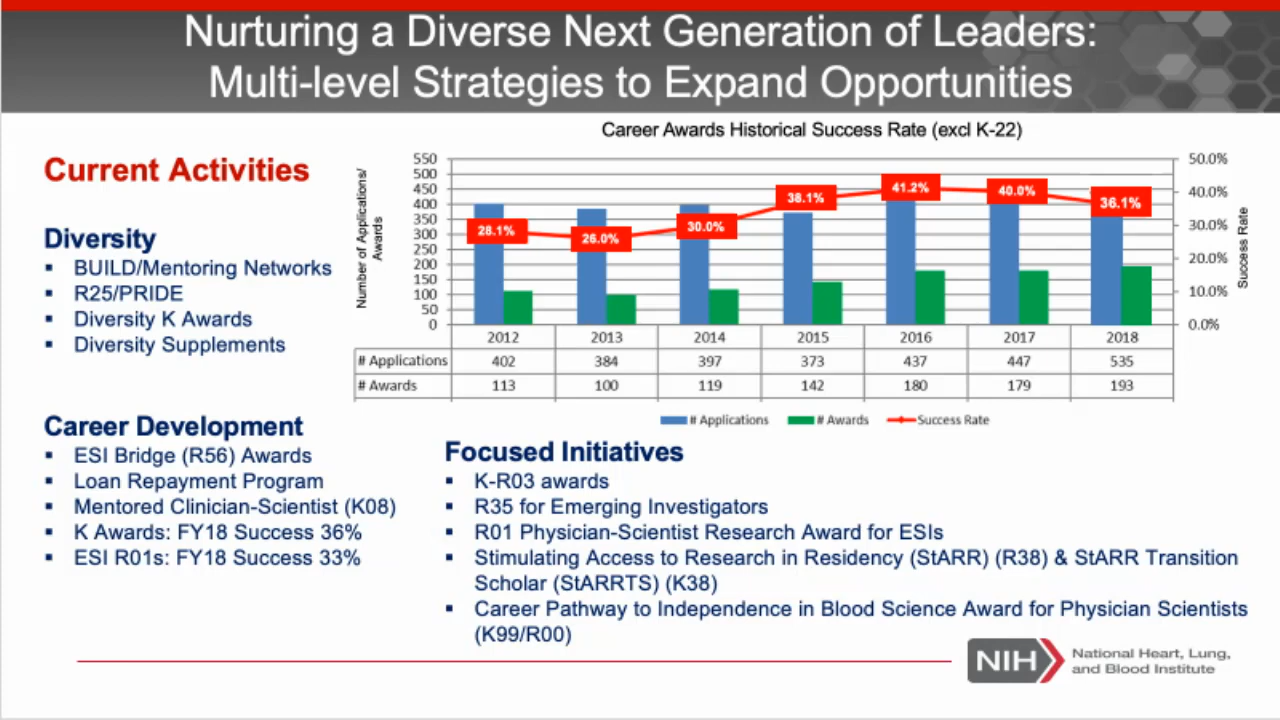 Nurturing a Diverse Next Generation of Leaders:
Multi-level Strategies to Expand Opportunities
Current Activities
Diversity
▪ BUILD/Mentoring Networks
▪ R25/PRIDE
▪ Diversity K Awards
▪ Diversity Supplements
Career Development
▪ ESI Bridge (R56) Awards
▪ Loan Repayment Program
▪ Mentored Clinician-Scientist (K08)
▪ K Awards: FY18 Success 36%
▪ ESI R01s: FY18 Success 33%
Career Awards Historical Success Rate (excl K-22)
Number of Applications/
Awards
550
500
450
400
350
300
250
200
150
100
50
0
28.1%
26.0%
30.0%
38.1%
41.2%
40.0%
36.1%
50.0%
40.0%
30.0%
20.0%
10.0%
0.0%
Success Rate
2012 2013 2014 2015 2016 2017 2018
# Applications 402 384 397 373 437 447 535
# Awards 113 100 119 142 180 179 193
# Applications # Awards Success Rate
Focused Initiatives
▪ K-R03 awards
▪ R35 for Emerging Investigators
▪ R01 Physician-Scientist Research Award for ESIs
▪ Stimulating Access to Research in Residency (StARR) (R38) & StARR Transition
Scholar (StARRTS) (K38)
▪ Career Pathway to Independence in Blood Science Award for Physician Scientists
(K99/R00)
NIH National Heart, Lung,
and Blood Institute